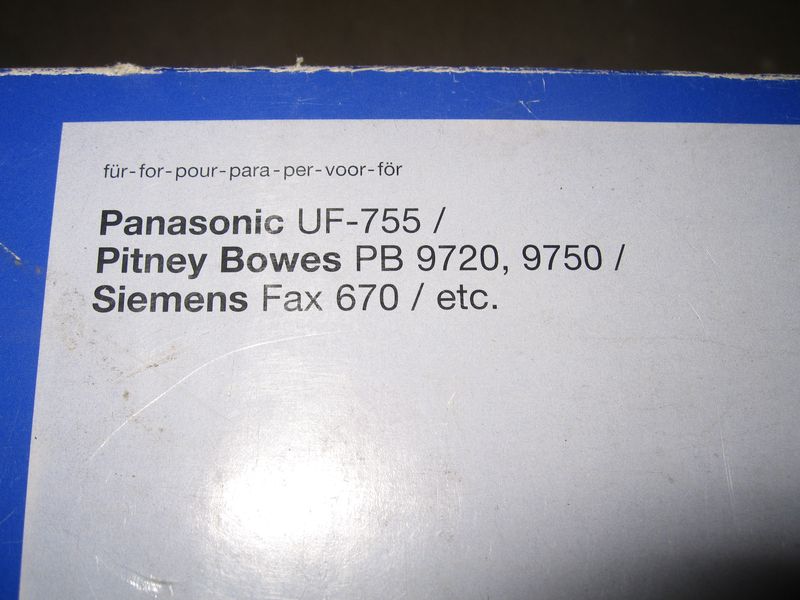 für-for-pour-para-per-voor-för
Panasonic UF-755 /
Pitney Bowes PB 9720, 9750 /
Siemens Fax 670 / etc.